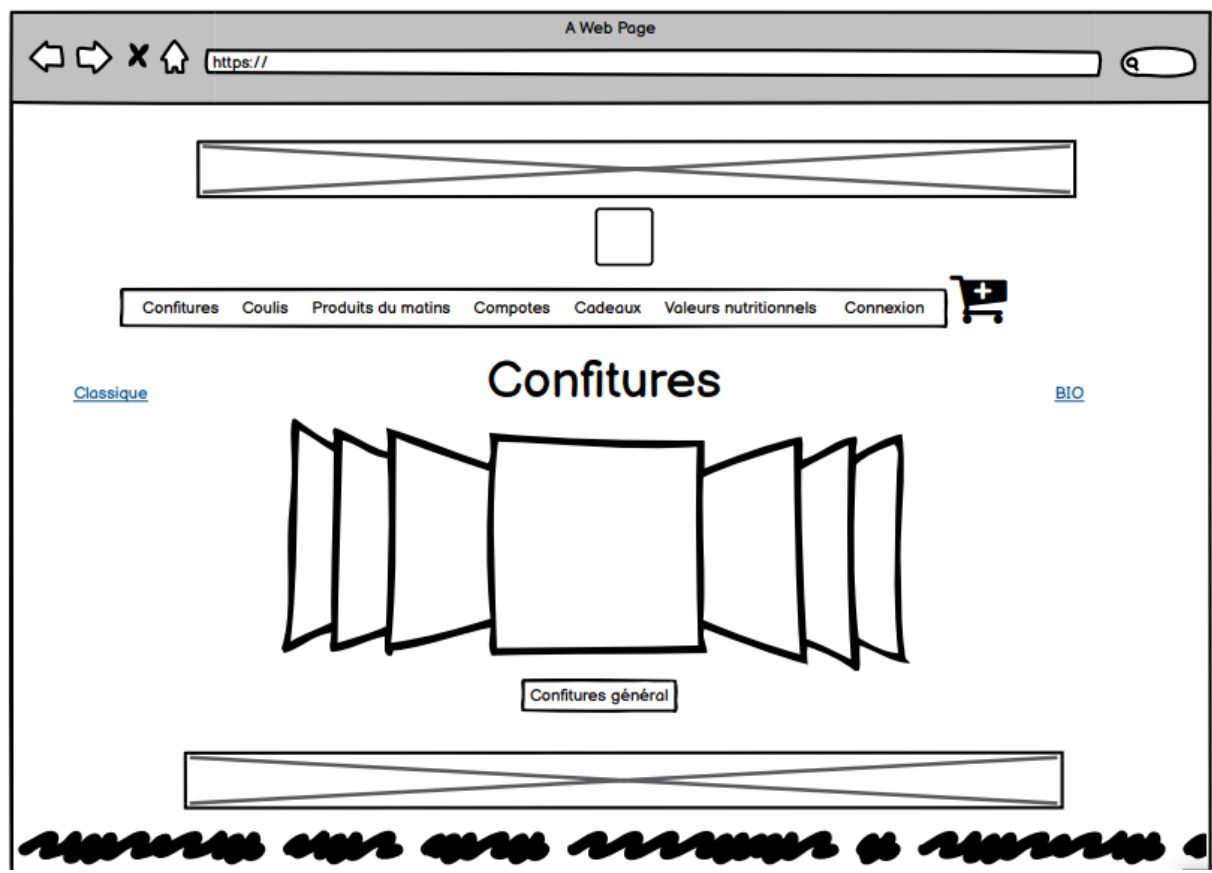 A Web Page
https://
Confitures Coulis Produits du matins Compotes Cadeaux Valeurs nutritionnels Connexion
Classique Confitures BIO
Confitures général